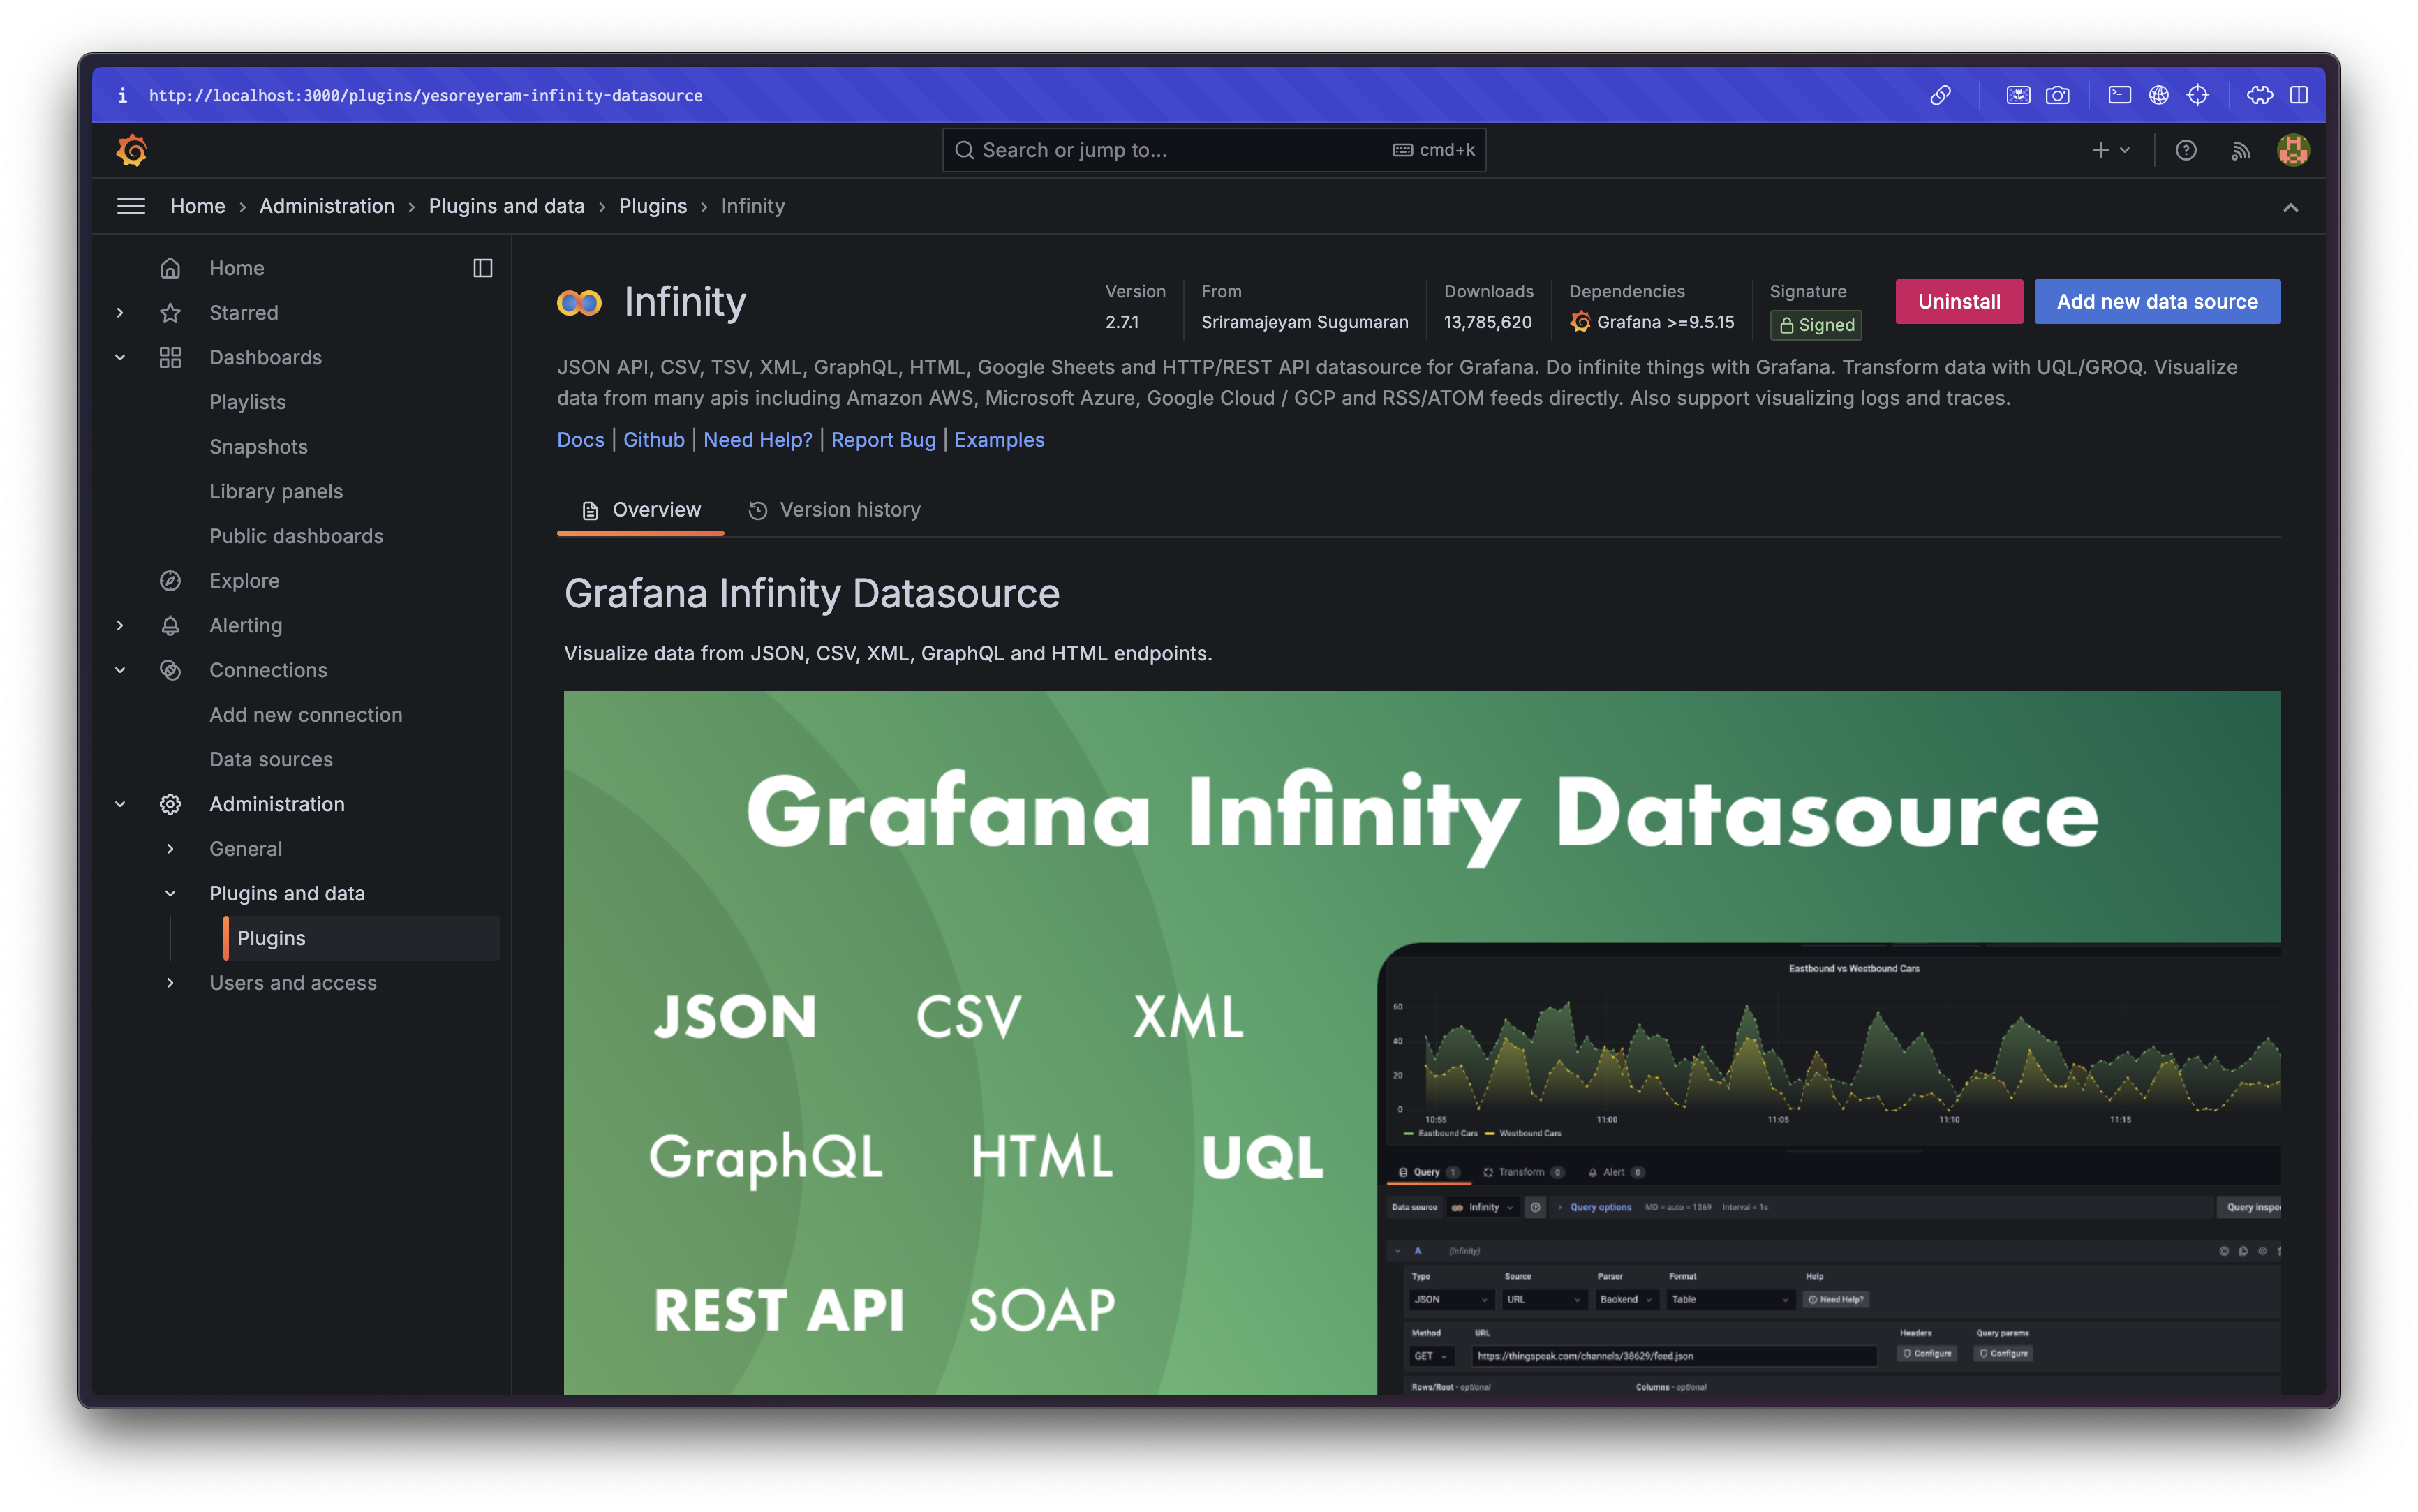 http://localhost:3000/plugins/yesoreyeram-infinity-datasource
Search or jump to...
cmd+k
Home › Administration › Plugins and data › Plugins › Infinity
Home
Starred
Dashboards
Playlists
Snapshots
Library panels
Public dashboards
Explore
Alerting
Connections
Add new connection
Data sources
Administration
General
Plugins and data
Plugins
Users and access
Infinity
Version
2.7.1
From
Sriramajeyam Sugumaran
Downloads
13,785,620
Dependencies
Grafana >=9.5.15
Signature
Signed
Uninstall
Add new data source
JSON API, CSV, TSV, XML, GraphQL, HTML, Google Sheets and HTTP/REST API datasource for Grafana. Do infinite things with Grafana. Transform data with UQL/GROQ. Visualize
data from many apis including Amazon AWS, Microsoft Azure, Google Cloud / GCP and RSS/ATOM feeds directly. Also support visualizing logs and traces.
Docs | Github | Need Help? | Report Bug | Examples
Overview
Version history
Grafana Infinity Datasource
Visualize data from JSON, CSV, XML, GraphQL and HTML endpoints.
Grafana Infinity Datasource
JSON CSV XML
GraphQL HTML UQL
REST API SOAP
Eastbound vs Westbound Cars
60
40
20
0
10:55 11:00 11:05 11:10 11:15
Eastbound Cars Westbound Cars
Query 1 Transform 0 Alert 0
Data source Infinity Query options MD = auto = 1369 Interval = 1s Query inspe
A (Infinity)
Type Source Parser Format Help
JSON URL Backend Table Need Help?
Method URL Headers Query params
GET https://thingspeak.com/channels/38629/feed.json Configure Configure
Rows/Root - optional Columns - optional